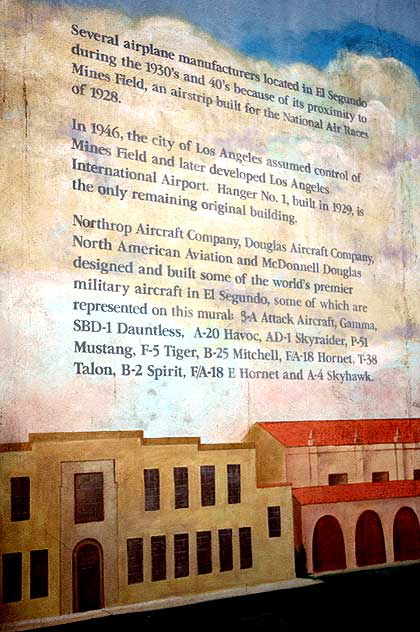 Several airplane manufacturers located in El Segundo
during the 1930's and 40's because of its proximity to
Mines Field, an airstrip built for the National Air Races
of 1928.
In 1946, the city of Los Angeles assumed control of
Mines Field and later developed Los Angeles
International Airport. Hanger No. 1, built in 1929, is
the only remaining original building.
Northrop Aircraft Company, Douglas Aircraft Company,
North American Aviation and McDonnell Douglas
designed and built some of the world's premier
military aircraft in El Segundo, some of which are
represented on this mural: 3-A Attack Aircraft, Gamma,
SBD-1 Dauntless, A-20 Havoc, AD-1 Skyraider, P-51
Mustang, F-5 Tiger, B-25 Mitchell, F/A-18 Hornet, T-38
Talon, B-2 Spirit, F/A-18 E Hornet and A-4 Skyhawk.